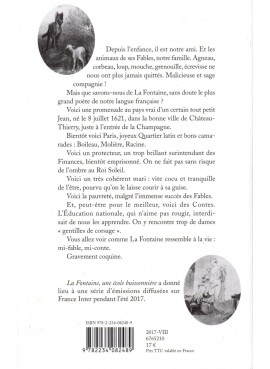 Depuis l'enfance, il est notre ami. Et les
animaux de ses Fables, notre famille. Agneau,
corbeau, loup, mouche, grenouille, écrevisse ne
nous ont plus jamais quittés. Malicieuse et sage
compagnie !
Mais que savons-nous de La Fontaine, sans doute le plus
grand poète de notre langue française ?
Voici une promenade au pays vrai d'un certain tout petit
Jean, né le 8 juillet 1621, dans la bonne ville de Château-
Thierry, juste à l'entrée de la Champagne.
Bientôt voici Paris, joyeux Quartier latin et bons cama-
rades : Boileau, Molière, Racine.
Voici un protecteur, un trop brillant surintendant des
Finances, bientôt emprisonné. On ne fait pas sans risque
de l'ombre au Roi Soleil.
Voici un très cohérent mari : vite cocu et tranquille
de l'être, pourvu qu'on le laisse courir à sa guise.
Voici la pauvreté, malgré l'immense succès des Fables.
Et, peut-être pour le meilleur, voici des Contes.
L'Éducation nationale, qui n'aime pas rougir, interdi-
sait de nous les apprendre. On y rencontre trop de dames
« gentilles de corsage ».
Vous allez voir comme La Fontaine ressemble à la vie :
mi-fable, mi-conte.
Gravement coquine.
La Fontaine, une école buissonnière a donné
lieu à une série d'émissions diffusées sur
France Inter pendant l'été 2017.
ISBN 978-2-234-08248-9
9 782234 082489
2017-VIII
6765210
17 €
Prix TTC valable en France